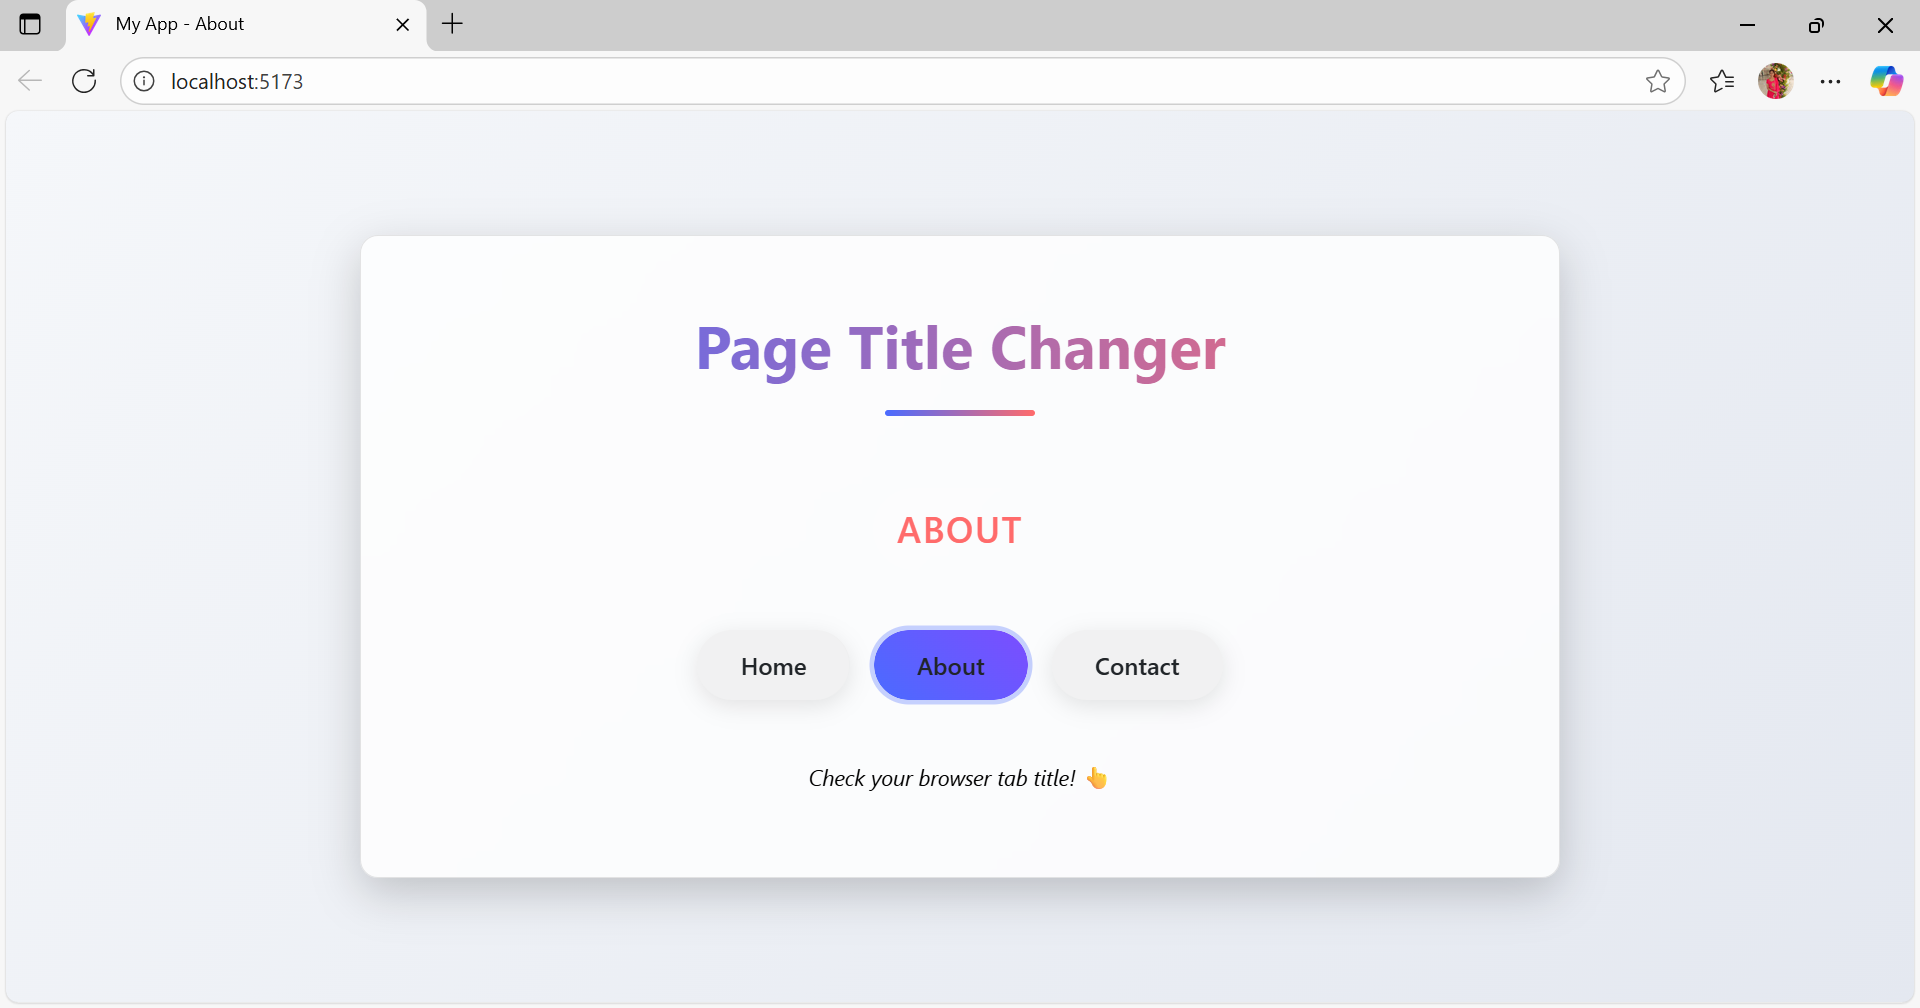 My App - About
localhost:5173
Page Title Changer
ABOUT
Home About Contact
Check your browser tab title! 👆